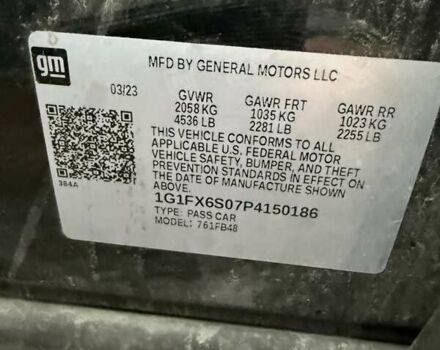 gm
MFD BY GENERAL MOTORS LLC
03/23 GVWR GAWR FRT GAWR RR
2058 KG 1035 KG 1023 KG
4536 LB 2281 LB 2255 LB
THIS VEHICLE CONFORMS TO ALL
APPLICABLE U.S. FEDERAL MOTOR
VEHICLE SAFETY, BUMPER, AND THEFT
PREVENTION STANDARDS IN EFFECT ON
THE DATE OF MANUFACTURE SHOWN
ABOVE.
384A
1G1FX6S07P4150186
TYPE: PASS CAR
MODEL: 761FB48